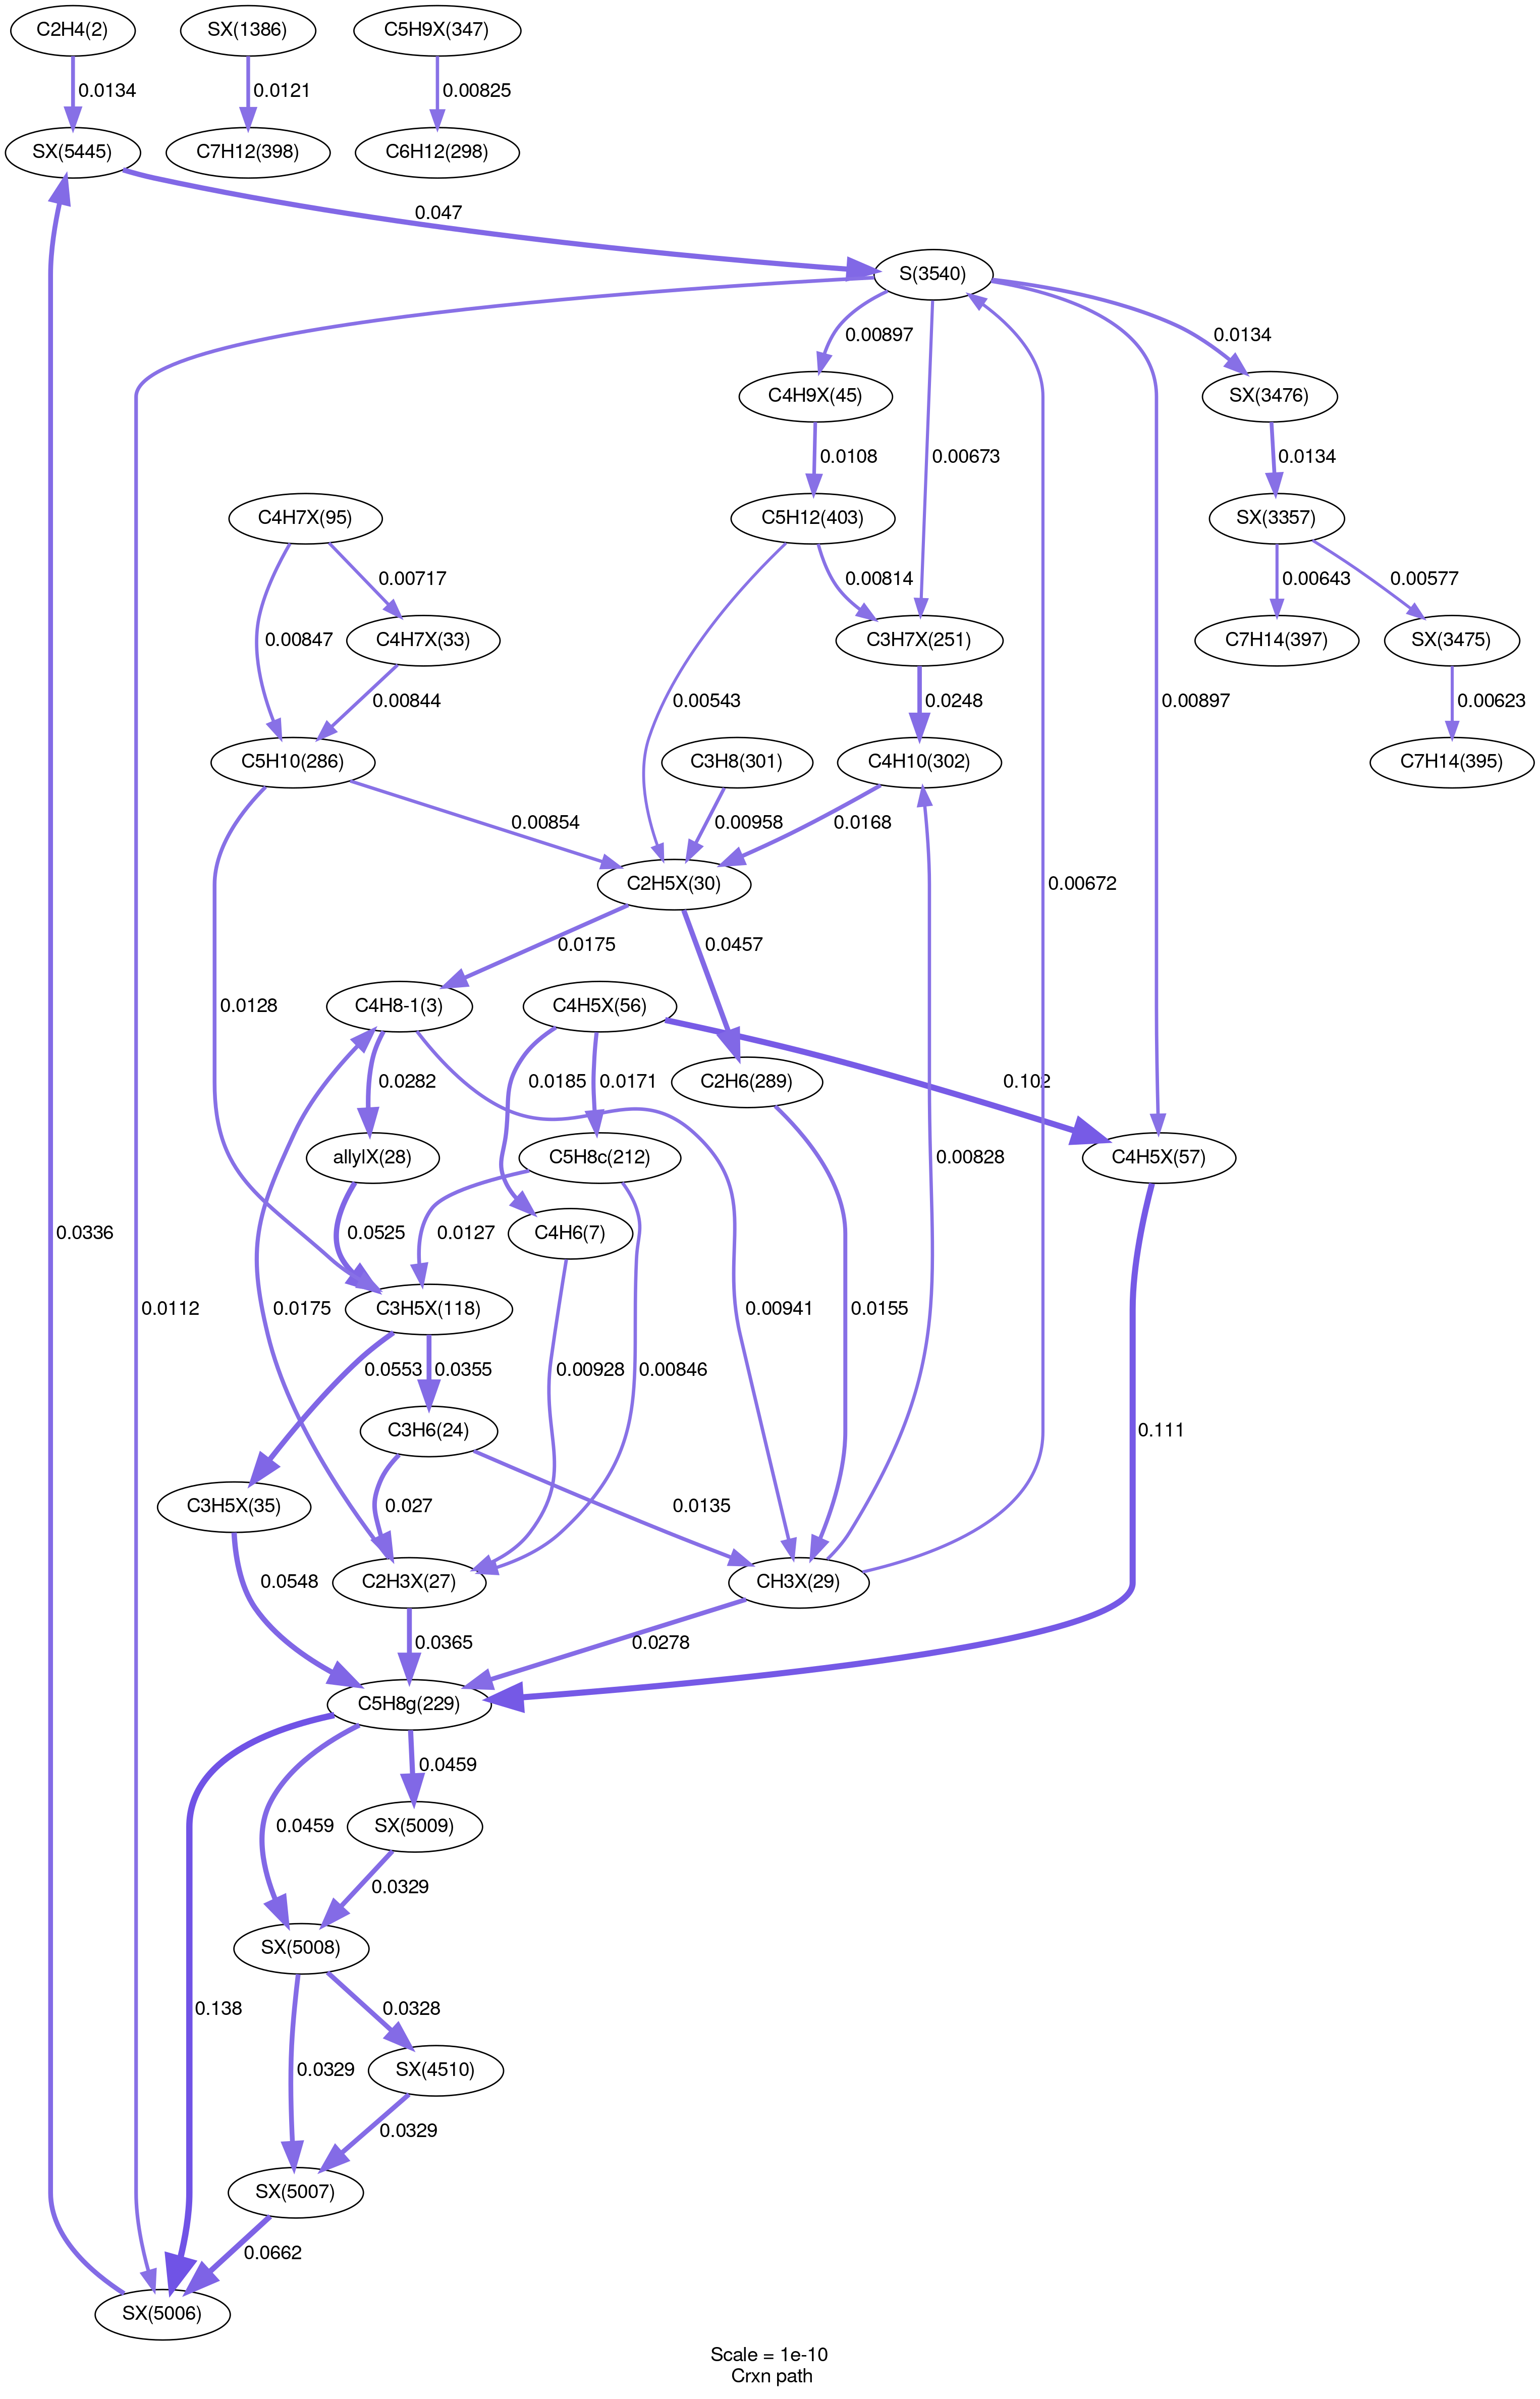 C2H4(2)
SX(1386)
C5H9X(347)
0.0134
0.0121
0.00825
SX(5445)
C7H12(398)
C6H12(298)
0.047
S(3540)
0.00897
0.0134
C4H9X(45)
SX(3476)
0.0108
0.00673
0.0134
C4H7X(95)
C5H12(403)
SX(3357)
0.00717
0.00814
0.00643
0.00577
0.00847
C4H7X(33)
C3H7X(251)
C7H14(397)
SX(3475)
0.00844
0.00543
0.0248
0.00897
0.00623
C5H10(286)
C3H8(301)
C4H10(302)
C7H14(395)
0.00854
0.00958
0.0168
C2H5X(30)
0.00672
0.0175
0.0457
C4H8-1(3)
C4H5X(56)
0.0128
0.0282
0.0185
0.0171
C2H6(289)
0.102
allylX(28)
C5H8c(212)
0.00828
C4H5X(57)
0.0336
0.0525
0.0127
C4H6(7)
0.0112
0.0175
C3H5X(118)
0.00941
0.0155
0.0553
0.0355
0.00928
0.00846
C3H6(24)
0.111
C3H5X(35)
0.027
0.0135
C2H3X(27)
CH3X(29)
0.0548
0.0365
0.0278
C5H8g(229)
0.0459
0.0459
SX(5009)
0.0329
SX(5008)
0.138
0.0328
0.0329
SX(4510)
0.0329
SX(5007)
0.0662
SX(5006)
Scale = 1e-10
Crxn path